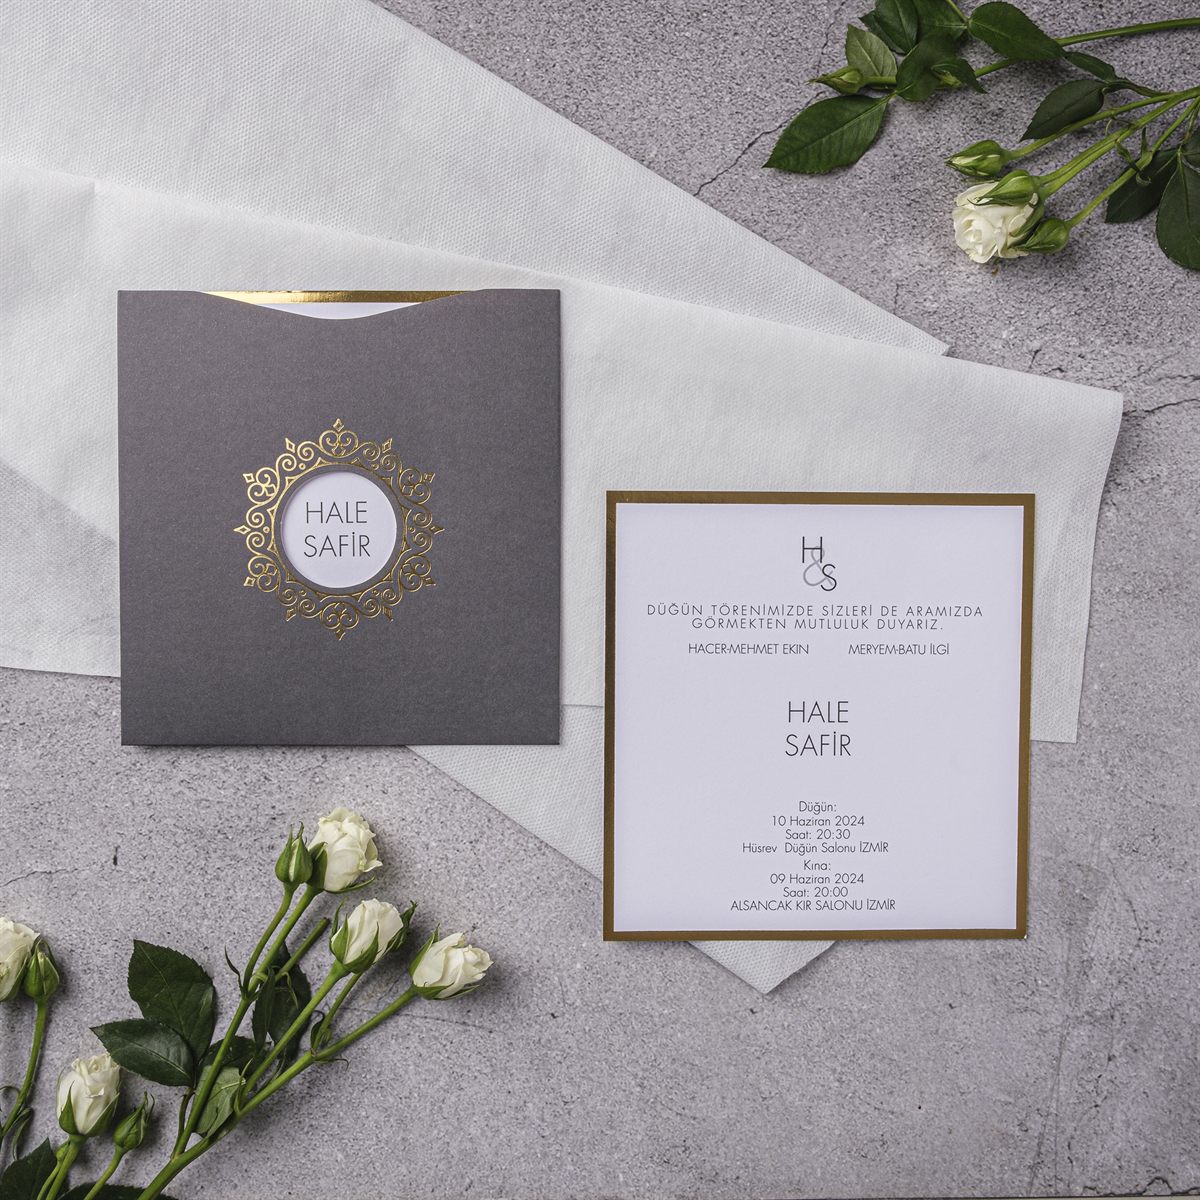 HALE
SAFİR
H
&
S
DÜĞÜN TÖRENİMİZDE SİZLERİ DE ARAMIZDA
GÖRMEKTEN MUTLULUK DUYARIZ.
HACER-MEHMET EKIN MERYEM-BATU İLGİ
HALE
SAFİR
Düğün:
10 Haziran 2024
Saat: 20:30
Hüsrev Düğün Salonu İZMİR
Kına:
09 Haziran 2024
Saat: 20:00
ALSANCAK KIR SALONU İZMİR